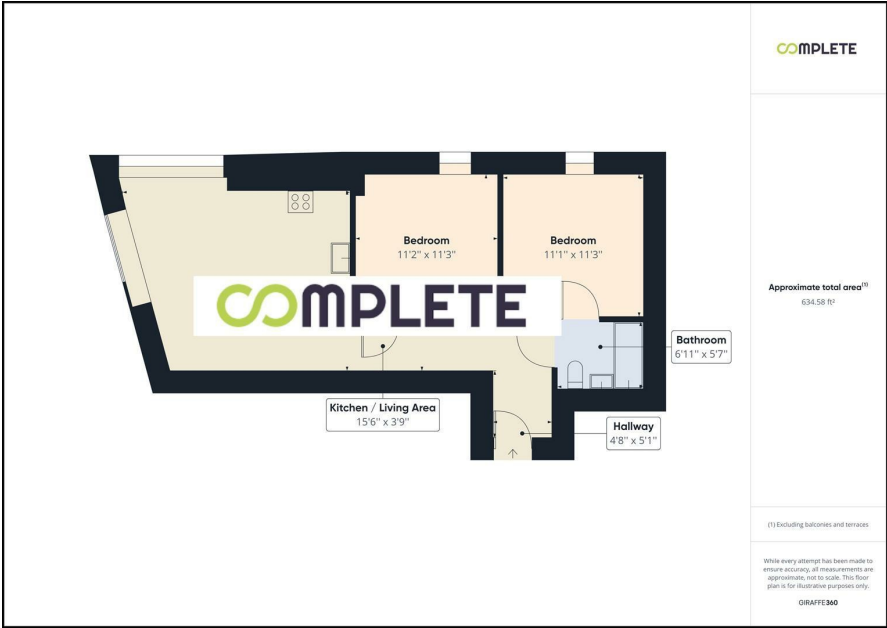 COMPLETE
Bedroom
11'2" x 11'3"
Bedroom
11'1" x 11'3"
COMPLETE
Bathroom
6'11" x 5'7"
Kitchen / Living Area
15'6" x 3'9"
Hallway
4'8" x 5'1"
Approximate total area(1)
634.58 ft²
(1) Excluding balconies and terraces
While every attempt has been made to
ensure accuracy, all measurements are
approximate, not to scale. This floor
plan is for illustrative purposes only.
GIRAFFE360